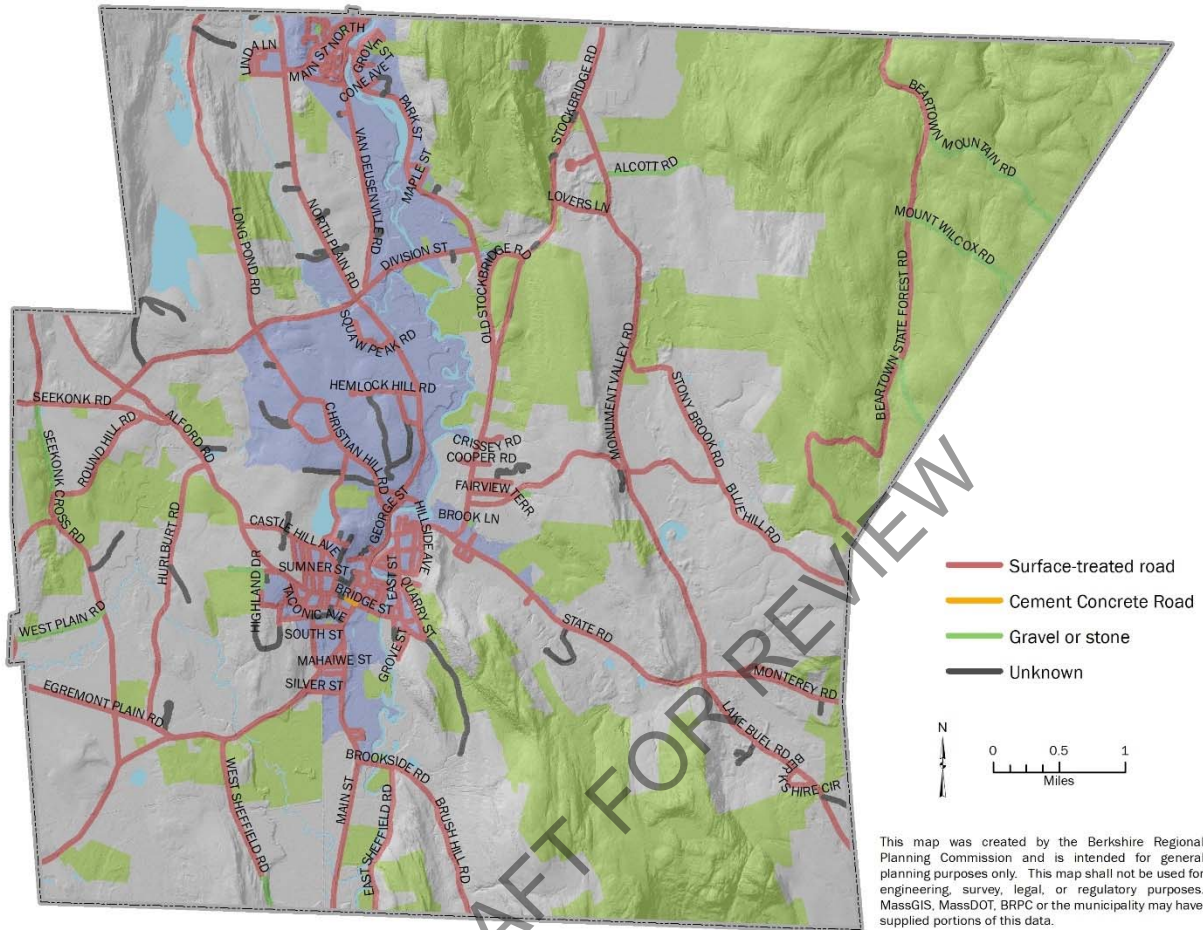 LINDA LN
MAIN ST NORTH
GROVE ST
CONE AVE
PARK ST
VAN DEUSENVILLE RD
MAPLE ST
STOCKBRIDGE RD
ALCOTT RD
LOVERS LN
BEARTOWN MOUNTAIN RD
MOUNT WILCOX RD
BEARTOWN STATE FOREST RD
LONG POND RD
NORTH PLAIN RD
DIVISION ST
OLD STOCKBRIDGE RD
SQUAW PEAK RD
HEMLOCK HILL RD
MONUMENT VALLEY RD
STONY BROOK RD
SEEKONK RD
ALFORD RD
ROUND HILL RD
SEEKONK CROSS RD
CHRISTIAN HILL RD
CRISSEY RD
COOPER RD
FAIRVIEW TERR
BROOK LN
BLUE HILL RD
HURLBURT RD
GEORGE ST
HILLSIDE AVE
CASTLE HILL AVE
SUMNER ST
EAST ST
HIGHLAND DR
TACONIC AVE
BRIDGE ST
QUARRY ST
WEST PLAIN RD
SOUTH ST
GROVE ST
STATE RD
MAHAIWE ST
SILVER ST
MONTEREY RD
EGREMONT PLAIN RD
LAKE BUEL RD
BERKSHIRE CIR
BROOKSIDE RD
WEST SHEFFIELD RD
MAIN ST
EAST SHEFFIELD RD
BRUSH HILL RD
AFT FOR REVIEW
Surface-treated road
Cement Concrete Road
Gravel or stone
Unknown
N
0 0.5 1
Miles
This map was created by the Berkshire Regional
Planning Commission and is intended for general
planning purposes only. This map shall not be used for
engineering, survey, legal, or regulatory purposes.
MassGIS, MassDOT, BRPC or the municipality may have
supplied portions of this data.